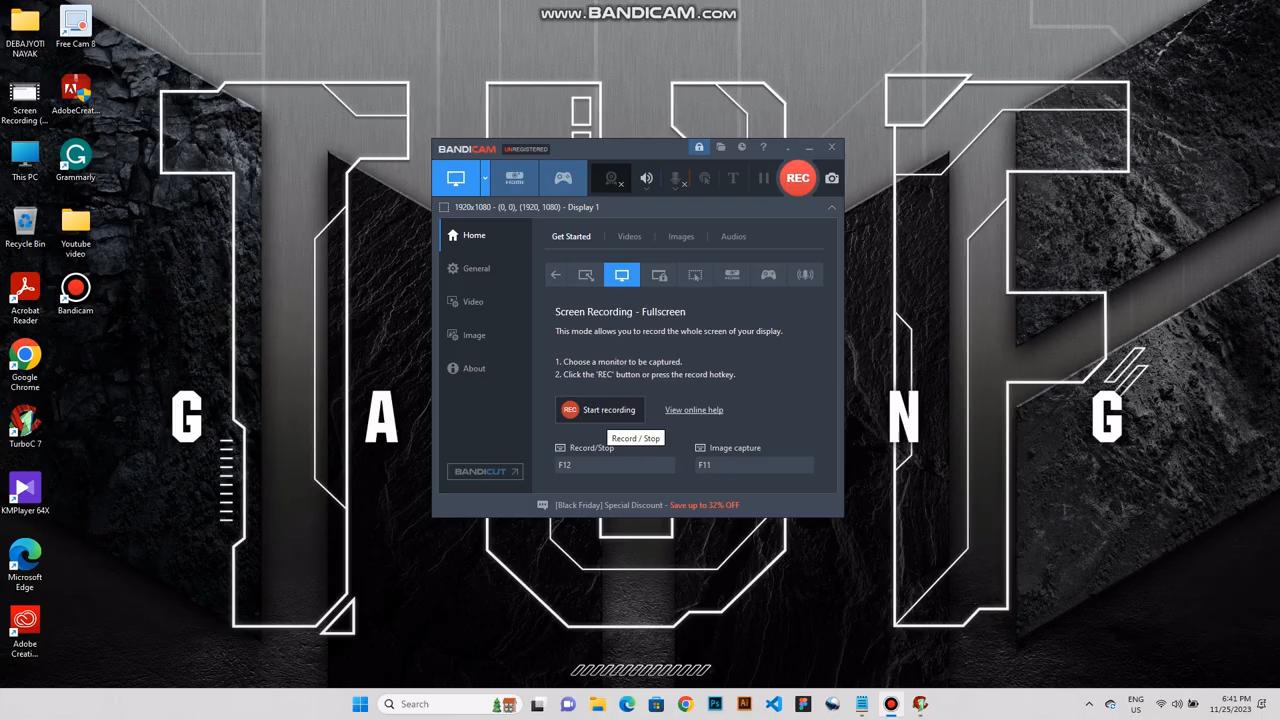 www.BANDICAM.com
DEBAJYOTI
NAYAK
Free Cam 8
Screen
Recording (...
AdobeCreat...
This PC
Grammarly
Recycle Bin
Youtube
video
Acrobat
Reader
Bandicam
Google
Chrome
TurboC 7
KMPlayer 64X
Microsoft
Edge
Adobe
Creati...
G A N G
BANDICAM UNREGISTERED
HDMI
REC
1920x1080 - (0, 0), (1920, 1080) - Display 1
Home
General
Video
Image
About
BANDICUT
Get Started Videos Images Audios
Screen Recording - Fullscreen
This mode allows you to record the whole screen of your display.
1. Choose a monitor to be captured.
2. Click the 'REC' button or press the record hotkey.
REC Start recording View online help
Record / Stop
Record/Stop Image capture
F12 F11
[Black Friday] Special Discount - Save up to 32% OFF
Search
ENG
IN
6:41 PM
11/25/2023